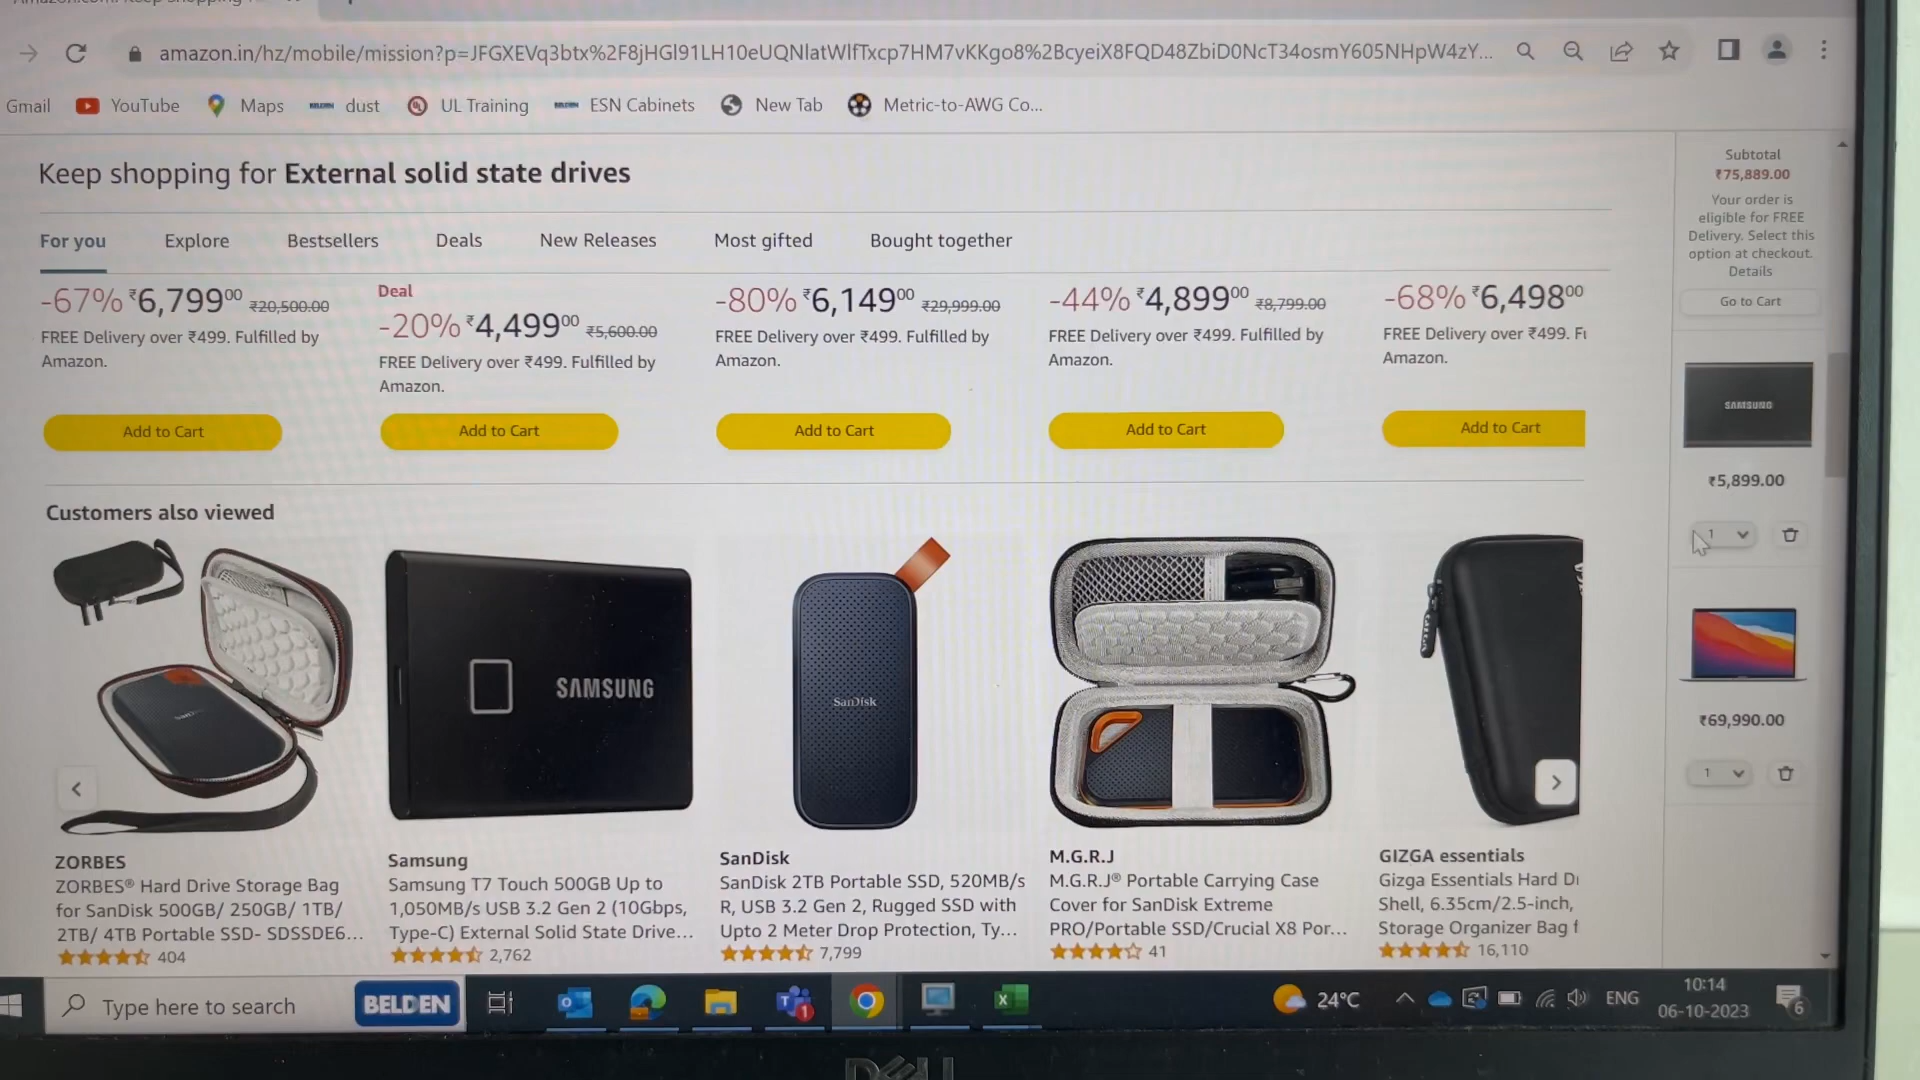 amazon.in/hz/mobile/mission?p=JFGXEVq3btx%2F8jHGl91LH10eUQNlatWlfTxcp7HM7vKKgo8%2BcyeiX8FQD48ZbiD0NcT34osmY605NHpW4zY...
Gmail YouTube Maps BELDEN dust UL Training BELDEN ESN Cabinets New Tab Metric-to-AWG Co...
Keep shopping for External solid state drives
For you Explore Bestsellers Deals New Releases Most gifted Bought together
-67% ₹6,79900 ₹20,500.00
FREE Delivery over ₹499. Fulfilled by
Amazon.
Add to Cart
Deal
-20% ₹4,49900 ₹5,600.00
FREE Delivery over ₹499. Fulfilled by
Amazon.
Add to Cart
-80% ₹6,14900 ₹29,999.00
FREE Delivery over ₹499. Fulfilled by
Amazon.
Add to Cart
-44% ₹4,89900 ₹8,799.00
FREE Delivery over ₹499. Fulfilled by
Amazon.
Add to Cart
-68% ₹6,49800
FREE Delivery over ₹499. Fu
Amazon.
Add to Cart
Customers also viewed
SAMSUNG
SanDisk
ZORBES
ZORBES® Hard Drive Storage Bag
for SanDisk 500GB/ 250GB/ 1TB/
2TB/ 4TB Portable SSD- SDSSDE6...
404
Samsung
Samsung T7 Touch 500GB Up to
1,050MB/s USB 3.2 Gen 2 (10Gbps,
Type-C) External Solid State Drive...
2,762
SanDisk
SanDisk 2TB Portable SSD, 520MB/s
R, USB 3.2 Gen 2, Rugged SSD with
Upto 2 Meter Drop Protection, Ty...
7,799
M.G.R.J
M.G.R.J® Portable Carrying Case
Cover for SanDisk Extreme
PRO/Portable SSD/Crucial X8 Por...
41
GIZGA essentials
Gizga Essentials Hard Dr
Shell, 6.35cm/2.5-inch,
Storage Organizer Bag f
16,110
Subtotal
₹75,889.00
Your order is
eligible for FREE
Delivery. Select this
option at checkout.
Details
Go to Cart
SAMSUNG
₹5,899.00
1
₹69,990.00
1
Type here to search BELDEN 1 24°C ENG 10:14
06-10-2023
6
DELL